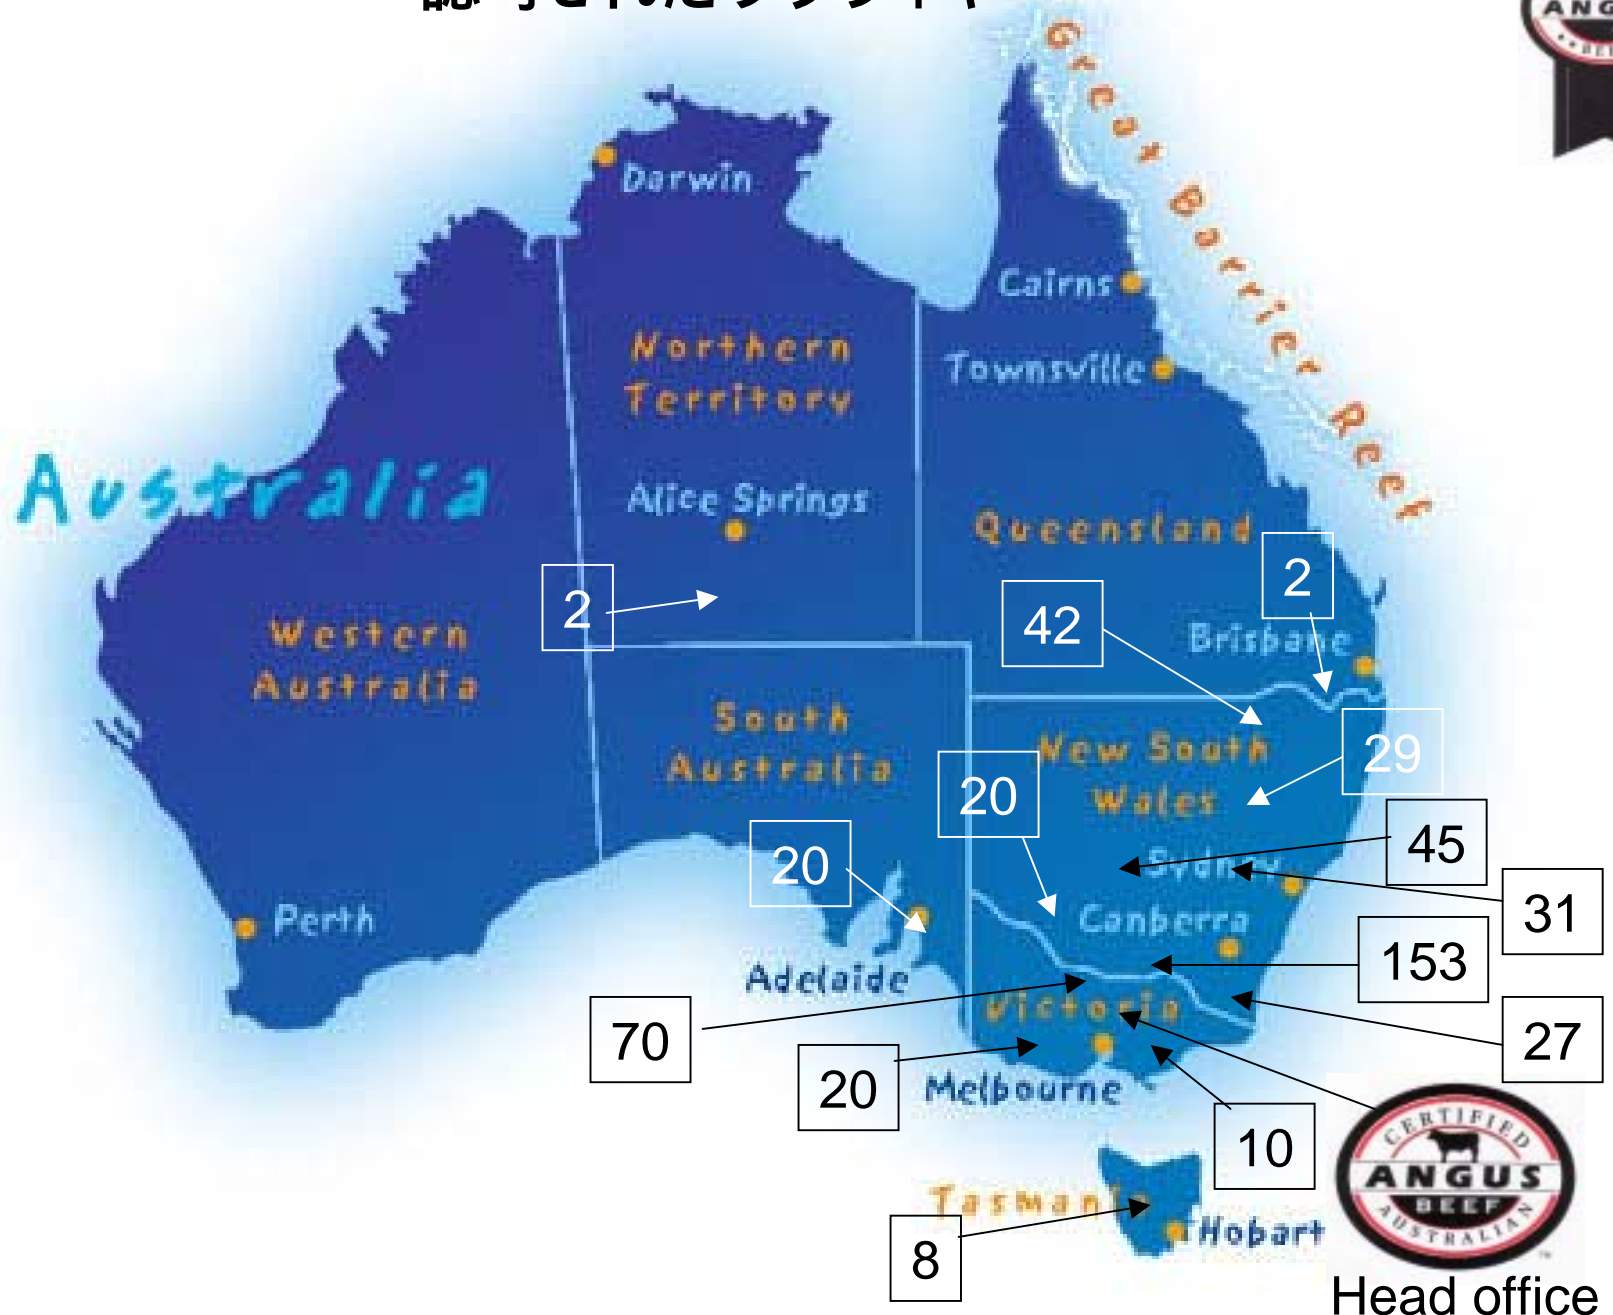 Great Barrier Reef
Darwin
Cairns
Northern
Territory
Townsville
Australia
Alice Springs
Queensland
2
2
42
Western
Australia
Brisbane
South
Australia
New South
Wales
29
20
20
45
Sydney
31
Perth
Canberra
153
Adelaide
Victoria
70
27
20
Melbourne
10
CERTIFIED
ANGUS
BEEF
AUSTRALIAN
Tasmania
8
Hobart
Head office